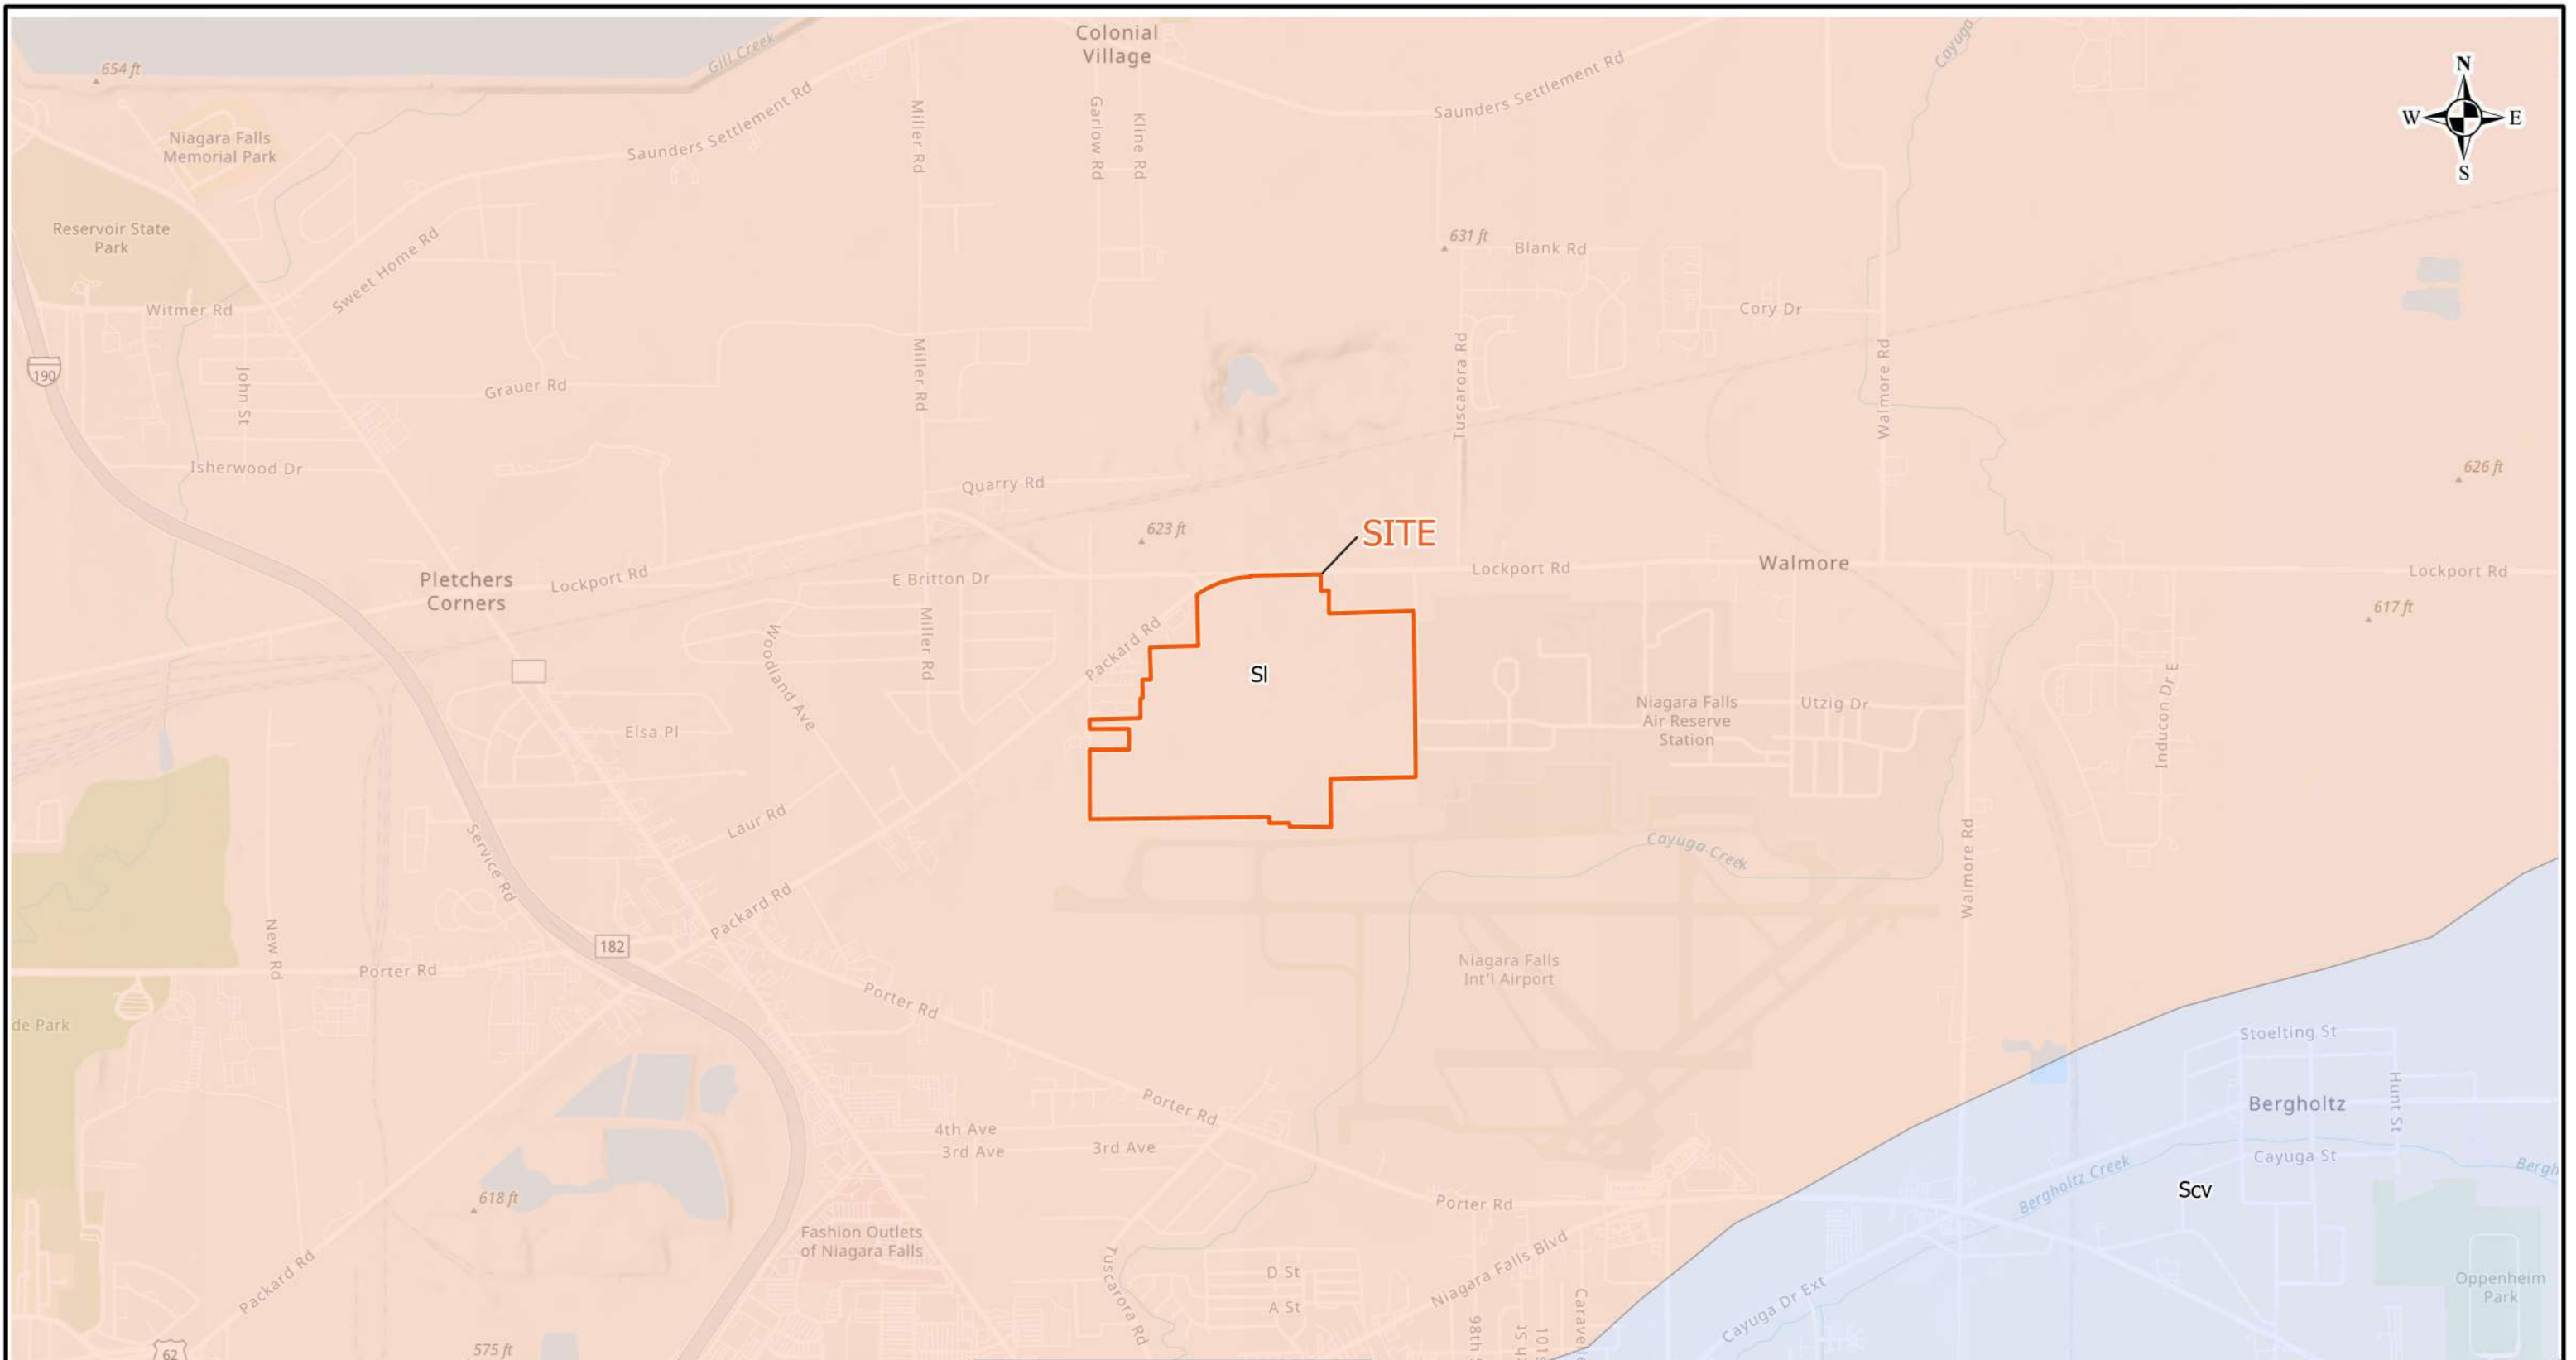 Colonial
Village
Cayuga
654 ft
Gill Creek
N
W
E
S
Saunders Settlement Rd
Saunders Settlement Rd
Miller Rd
Garlow Rd
Kline Rd
Niagara Falls
Memorial Park
Reservoir State
Park
Sweet Home Rd
631 ft
Blank Rd
Witmer Rd
Cory Dr
190
John St
Grauer Rd
Miller Rd
Tuscarora Rd
Walmore Rd
Isherwood Dr
Quarry Rd
626 ft
623 ft
SITE
Pletchers
Corners
Lockport Rd
E Britton Dr
Lockport Rd
Walmore
Lockport Rd
617 ft
Woodland Ave
Miller Rd
Packard Rd
Sl
Elsa Pl
Niagara Falls
Air Reserve
Station
Utzig Dr
Inducon Dr E
Laur Rd
Service Rd
Cayuga Creek
Walmore Rd
Packard Rd
New Rd
182
Porter Rd
Niagara Falls
Int'l Airport
Porter Rd
de Park
Stoelting St
Hunt St
Bergholtz
Porter Rd
4th Ave
3rd Ave
3rd Ave
Cayuga St
Bergholtz Creek
Bergh
Scv
618 ft
Porter Rd
Fashion Outlets
of Niagara Falls
Tuscarora Rd
Niagara Falls Blvd
D St
A St
Packard Rd
Cayuga Dr Ext
Oppenheim
Park
98th
101s
Caravelle
62
575 ft